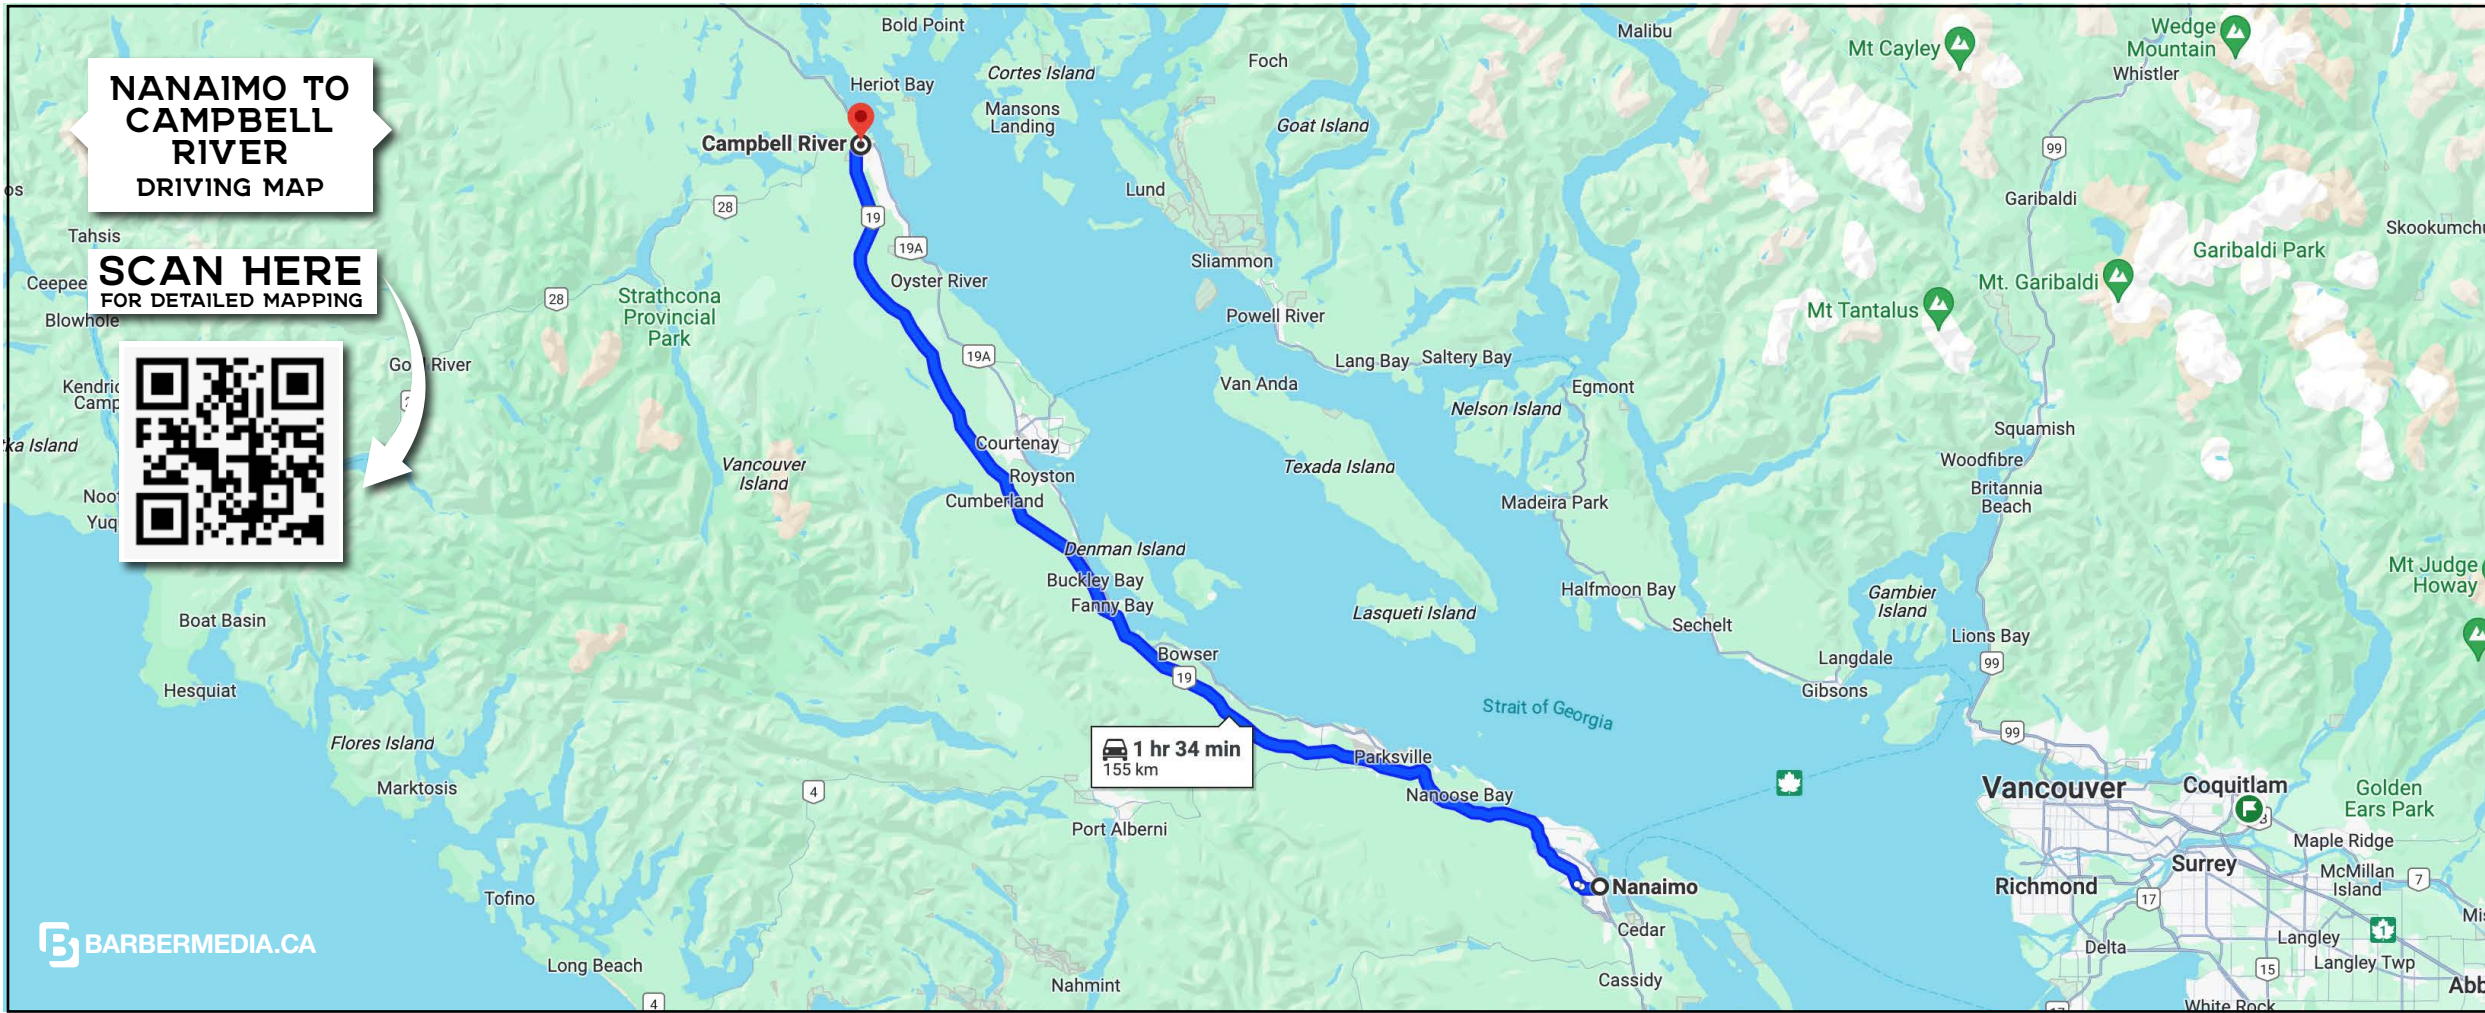 NANAIMO TO
CAMPBELL
RIVER
DRIVING MAP
SCAN HERE
FOR DETAILED MAPPING
Bold Point
Malibu
Wedge
Mountain
Mt Cayley
Foch
Whistler
Cortes Island
Heriot Bay
Mansons
Landing
Goat Island
Campbell River
99
Lund
Garibaldi
28
19
Skookumchu
Tahsis
19A
Garibaldi Park
Sliammon
Ceepee
Oyster River
Mt. Garibaldi
28
Strathcona
Provincial
Park
Mt Tantalus
Blowhole
Powell River
19A
Lang Bay
Saltery Bay
River
Van Anda
Egmont
Camp
Nelson Island
Squamish
Courtenay
Island
Woodfibre
Vancouver
Island
Texada Island
Royston
Britannia
Beach
Cumberland
Madeira Park
Denman Island
Mt Judge
Howay
Buckley Bay
Halfmoon Bay
Gambier
Island
Fanny Bay
Lasqueti Island
Boat Basin
Sechelt
Lions Bay
Bowser
Langdale
99
19
Hesquiat
Gibsons
Strait of Georgia
99
Flores Island
1 hr 34 min
155 km
Parksville
Marktosis
4
Nanoose Bay
Vancouver
Coquitlam
Golden
Ears Park
Port Alberni
Maple Ridge
Surrey
McMillan
Island
7
Nanaimo
Richmond
Tofino
17
Cedar
1
BARBERMEDIA.CA
Langley
Delta
Long Beach
Langley Twp
15
Cassidy
Nahmint
Abb
4
White Rock